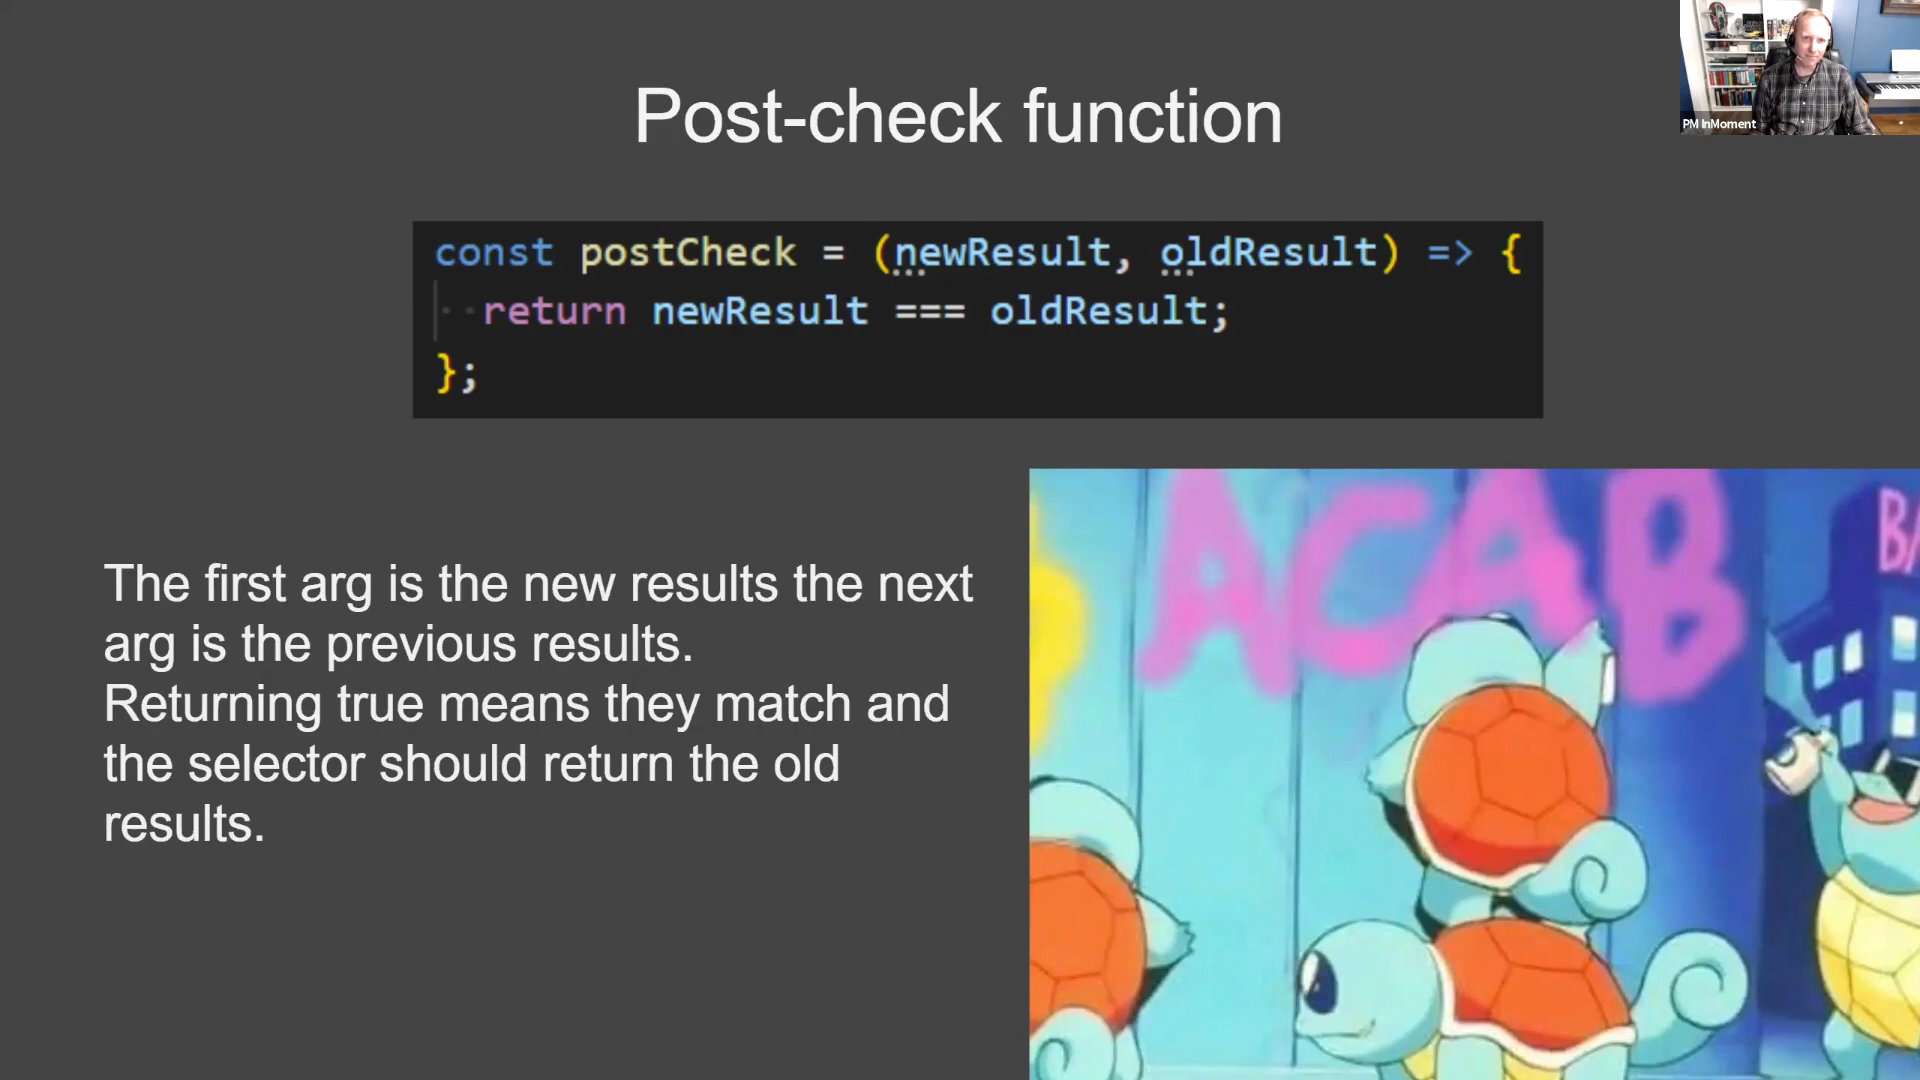 PM InMoment
Post-check function
const postCheck = (newResult, oldResult) => {
return newResult === oldResult;
};
The first arg is the new results the next
arg is the previous results.
Returning true means they match and
the selector should return the old
results.
ACAB